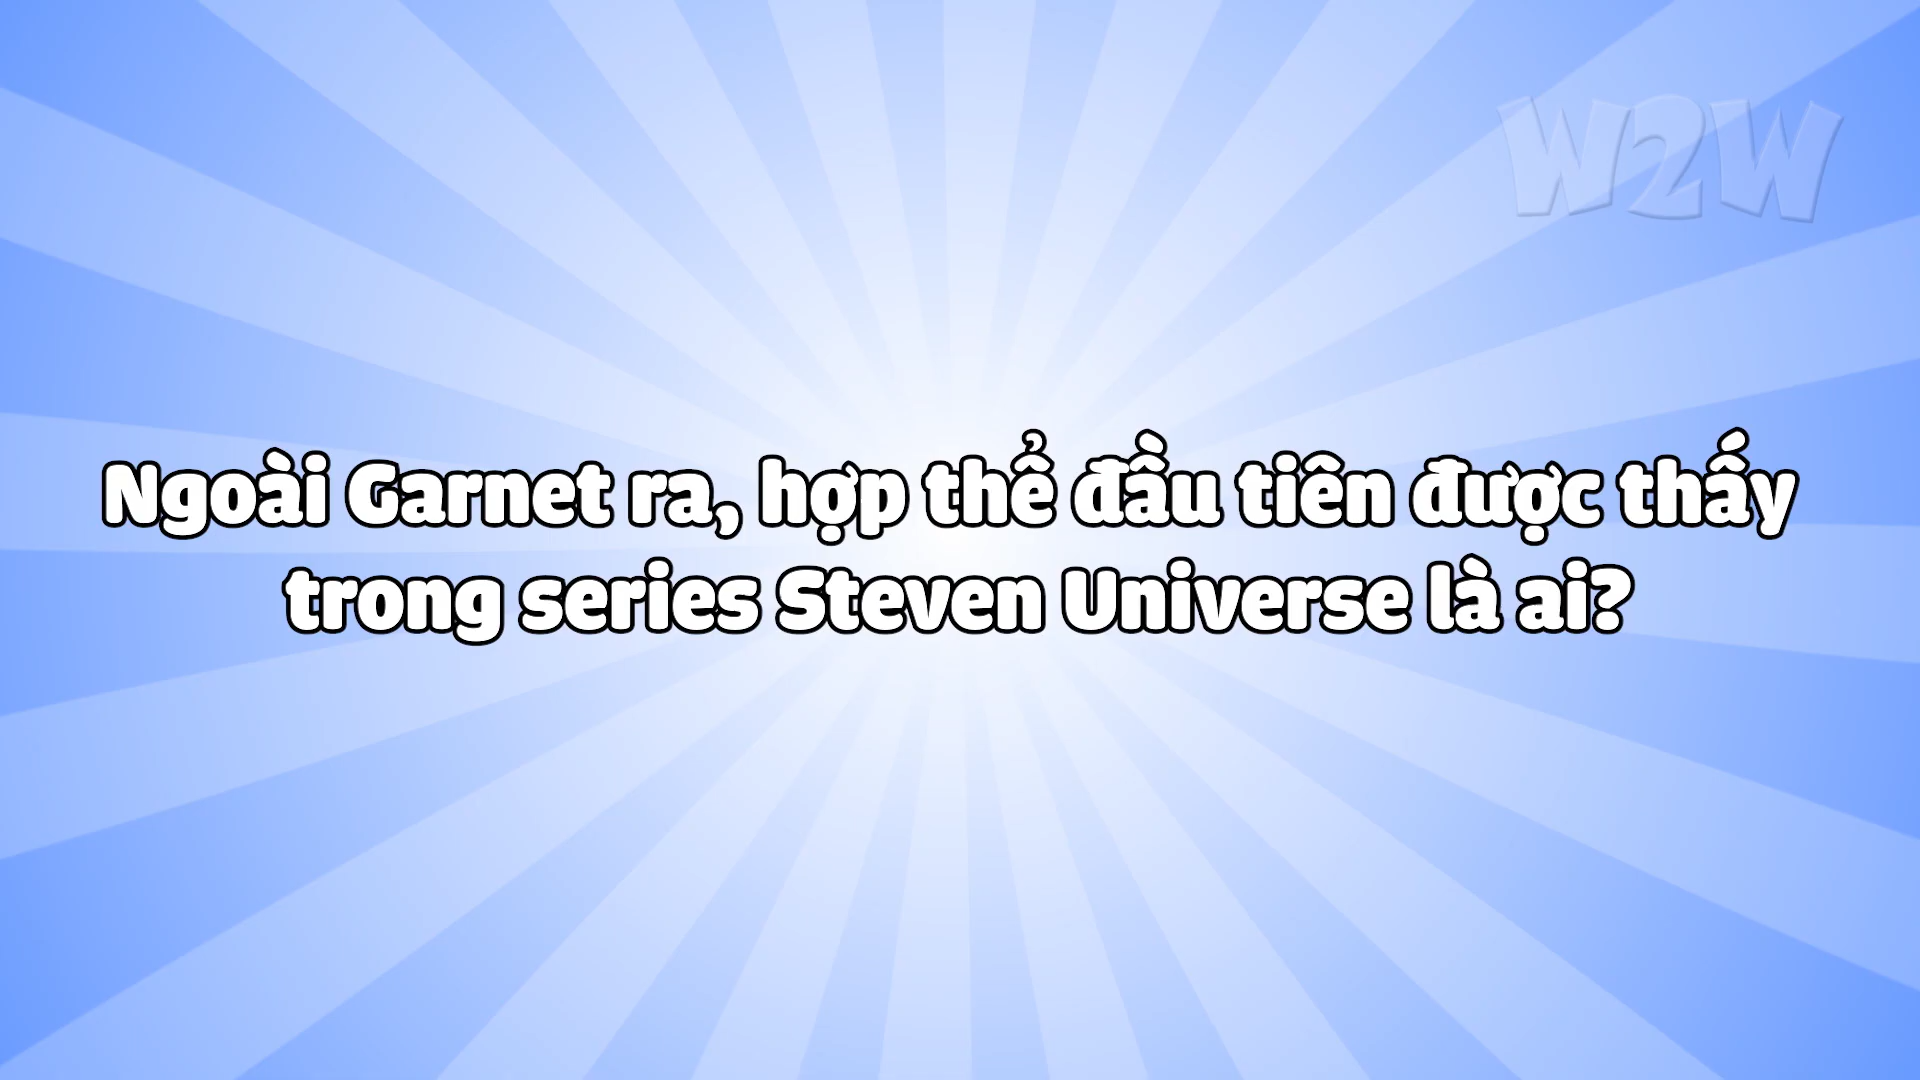 W2W
Ngoài Garnet ra, hợp thể đầu tiên được thấy
trong series Steven Universe là ai?